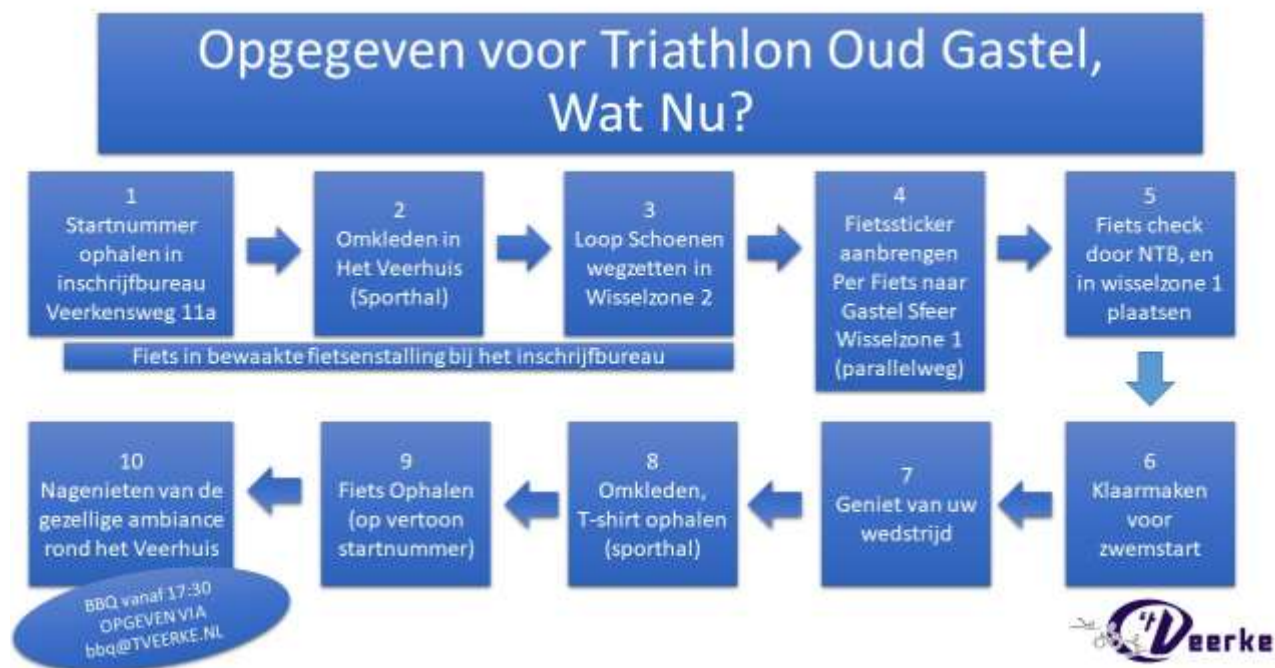 Opgegeven voor Triathlon Oud Gastel,
Wat Nu?
1
Startnummer
ophalen in
inschrijfbureau
Veerkensweg 11a
2
Omkleden in
Het Veerhuis
(Sporthal)
3
Loop Schoenen
wegzetten in
Wisselzone 2
4
Fietssticker
aanbrengen
Per Fiets naar
Gastel Sfeer
Wisselzone 1
(parallelweg)
5
Fiets check
door NTB, en
in wisselzone 1
plaatsen
Fiets in bewaakte fietsenstalling bij het inschrijfbureau
6
Klaarmaken
voor
zwemstart
7
Geniet van uw
wedstrijd
8
Omkleden,
T-shirt ophalen
(sporthal)
9
Fiets Ophalen
(op vertoon
startnummer)
10
Nagenieten van de
gezellige ambiance
rond het Veerhuis
BBQ vanaf 17:30
OPGEVEN VIA
bbq@TVEERKE.NL
't Veerke